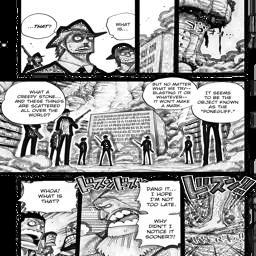 ...THAT?
WHAT
IS...
WHAT A
CREEPY STONE...
AND THESE THINGS
ARE SCATTERED
ALL OVER THE
WORLD?
BUT NO MATTER
WHAT WE TRY--
BLASTING IT OR
WHATEVER--
IT WON'T MAKE
A MARK.
IT SEEMS
TO BE THE
OBJECT KNOWN
AS THE
"PONEGLIFF."
WHOA!
WHAT IS
THAT?
DANG IT...
I HOPE
I'M NOT
TOO LATE.
WHY
DIDN'T I
NOTICE IT
SOONER?!